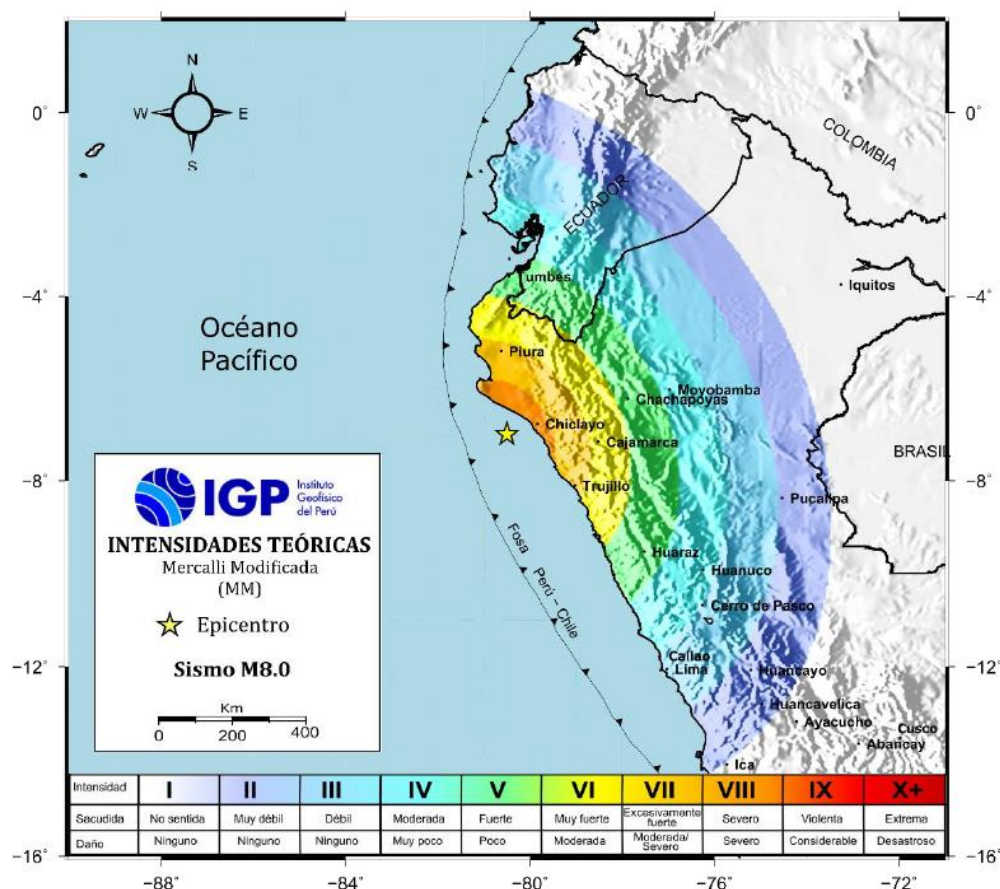 N
W E
S
0°
−4°
−8°
−12°
−16°
0°
−4°
−8°
−12°
−16°
−88°
−84°
−80°
−76°
−72°
COLOMBIA
ECUADOR
BRASIL
Océano
Pacífico
Fosa Perú - Chile
Tumbes
Iquitos
Piura
Moyobamba
Chachapoyas
Chiclayo
Cajamarca
Trujillo
Pucallpa
Huaraz
Huanuco
Cerro de Pasco
Callao
Lima
Huancayo
Huancavelica
Ayacucho
Cusco
Abancay
Ica
IGP
Instituto
Geofísico
del Perú
INTENSIDADES TEÓRICAS
Mercalli Modificada
(MM)
Epicentro
Sismo M8.0
Km
0 200 400
Intensidad I II III IV V VI VII VIII IX X+
Sacudida No sentida Muy débil Débil Moderada Fuerte Muy fuerte Excesivamente fuerte Severo Violenta Extrema
Daño Ninguno Ninguno Ninguno Muy poco Poco Moderada Moderada/ Severo Severo Considerable Desastroso